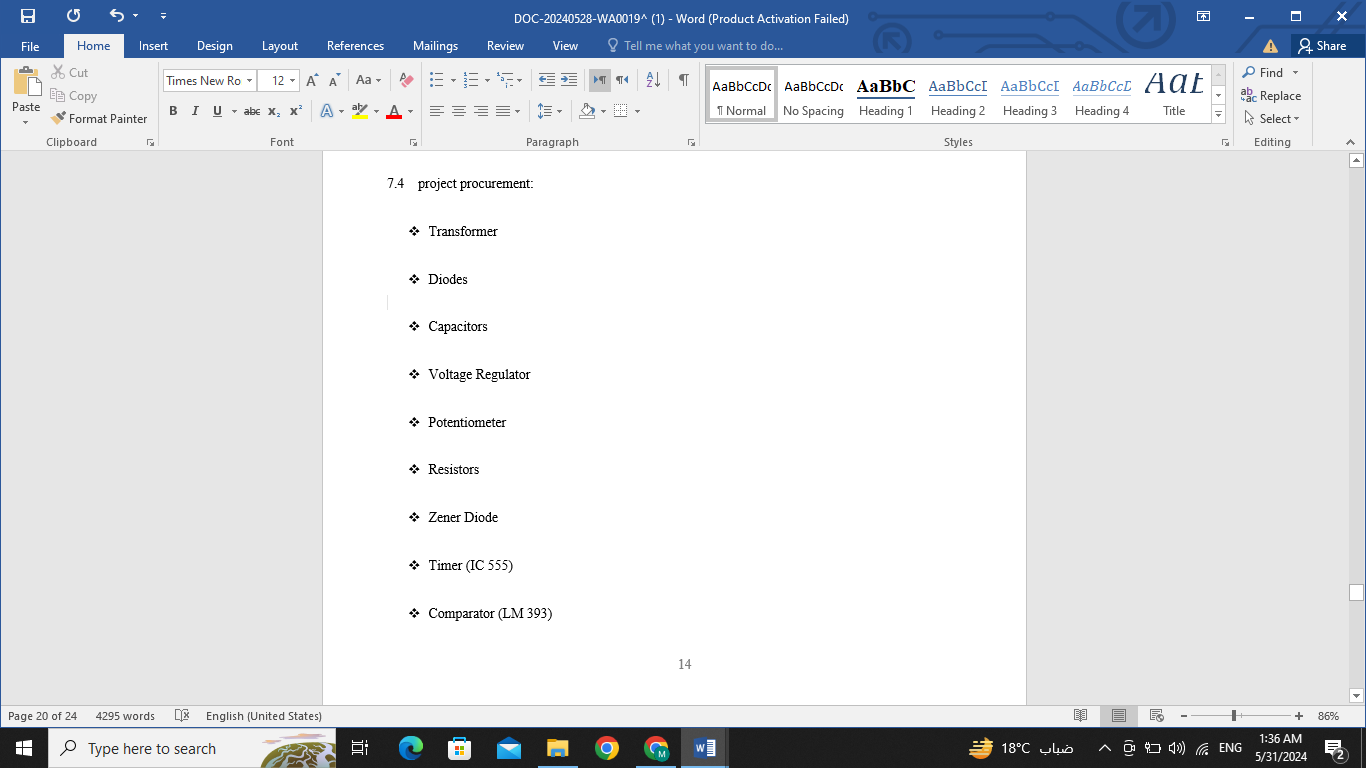 DOC-20240528-WA0019^ (1) - Word (Product Activation Failed)
File Home Insert Design Layout References Mailings Review View Tell me what you want to do... Share
Paste
Cut
Copy
Format Painter
Clipboard
Times New Ro 12
Font
Paragraph
AaBbCcDc AaBbCcDc AaBbC AaBbCcI AaBbCcI AaBbCcD Aat
¶ Normal No Spacing Heading 1 Heading 2 Heading 3 Heading 4 Title
Styles
Find
Replace
Select
Editing
7.4 project procurement:
❖ Transformer
❖ Diodes
❖ Capacitors
❖ Voltage Regulator
❖ Potentiometer
❖ Resistors
❖ Zener Diode
❖ Timer (IC 555)
❖ Comparator (LM 393)
14
Page 20 of 24 4295 words English (United States) 86%
Type here to search
18°C ضباب
ENG
1:36 AM
5/31/2024
2